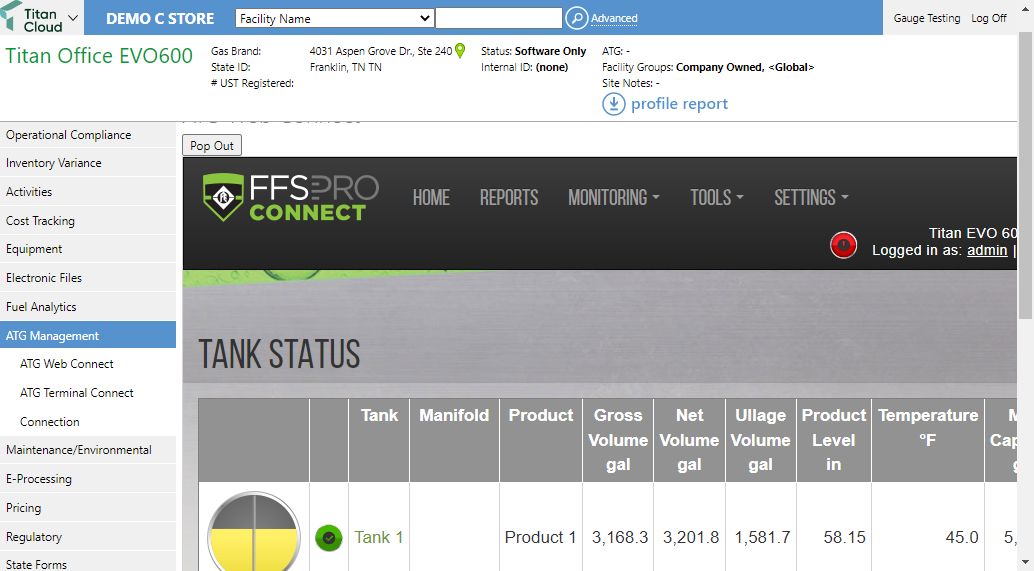 Titan Cloud
DEMO C STORE
Facility Name
Advanced
Gauge Testing Log Off
Titan Office EVO600
Gas Brand:
State ID:
# UST Registered:
4031 Aspen Grove Dr., Ste 240
Franklin, TN TN
Status: Software Only
Internal ID: (none)
ATG: -
Facility Groups: Company Owned, <Global>
Site Notes: -
profile report
Operational Compliance
Inventory Variance
Activities
Cost Tracking
Equipment
Electronic Files
Fuel Analytics
ATG Management
ATG Web Connect
ATG Terminal Connect
Connection
Maintenance/Environmental
E-Processing
Pricing
Regulatory
State Forms
Pop Out
FFS PRO
CONNECT
HOME REPORTS MONITORING TOOLS SETTINGS
Titan EVO 60
Logged in as: admin |
TANK STATUS
Tank Manifold Product Gross Volume gal Net Volume gal Ullage Volume gal Product Level in Temperature °F
Tank 1 Product 1 3,168.3 3,201.8 1,581.7 58.15 45.0 5,